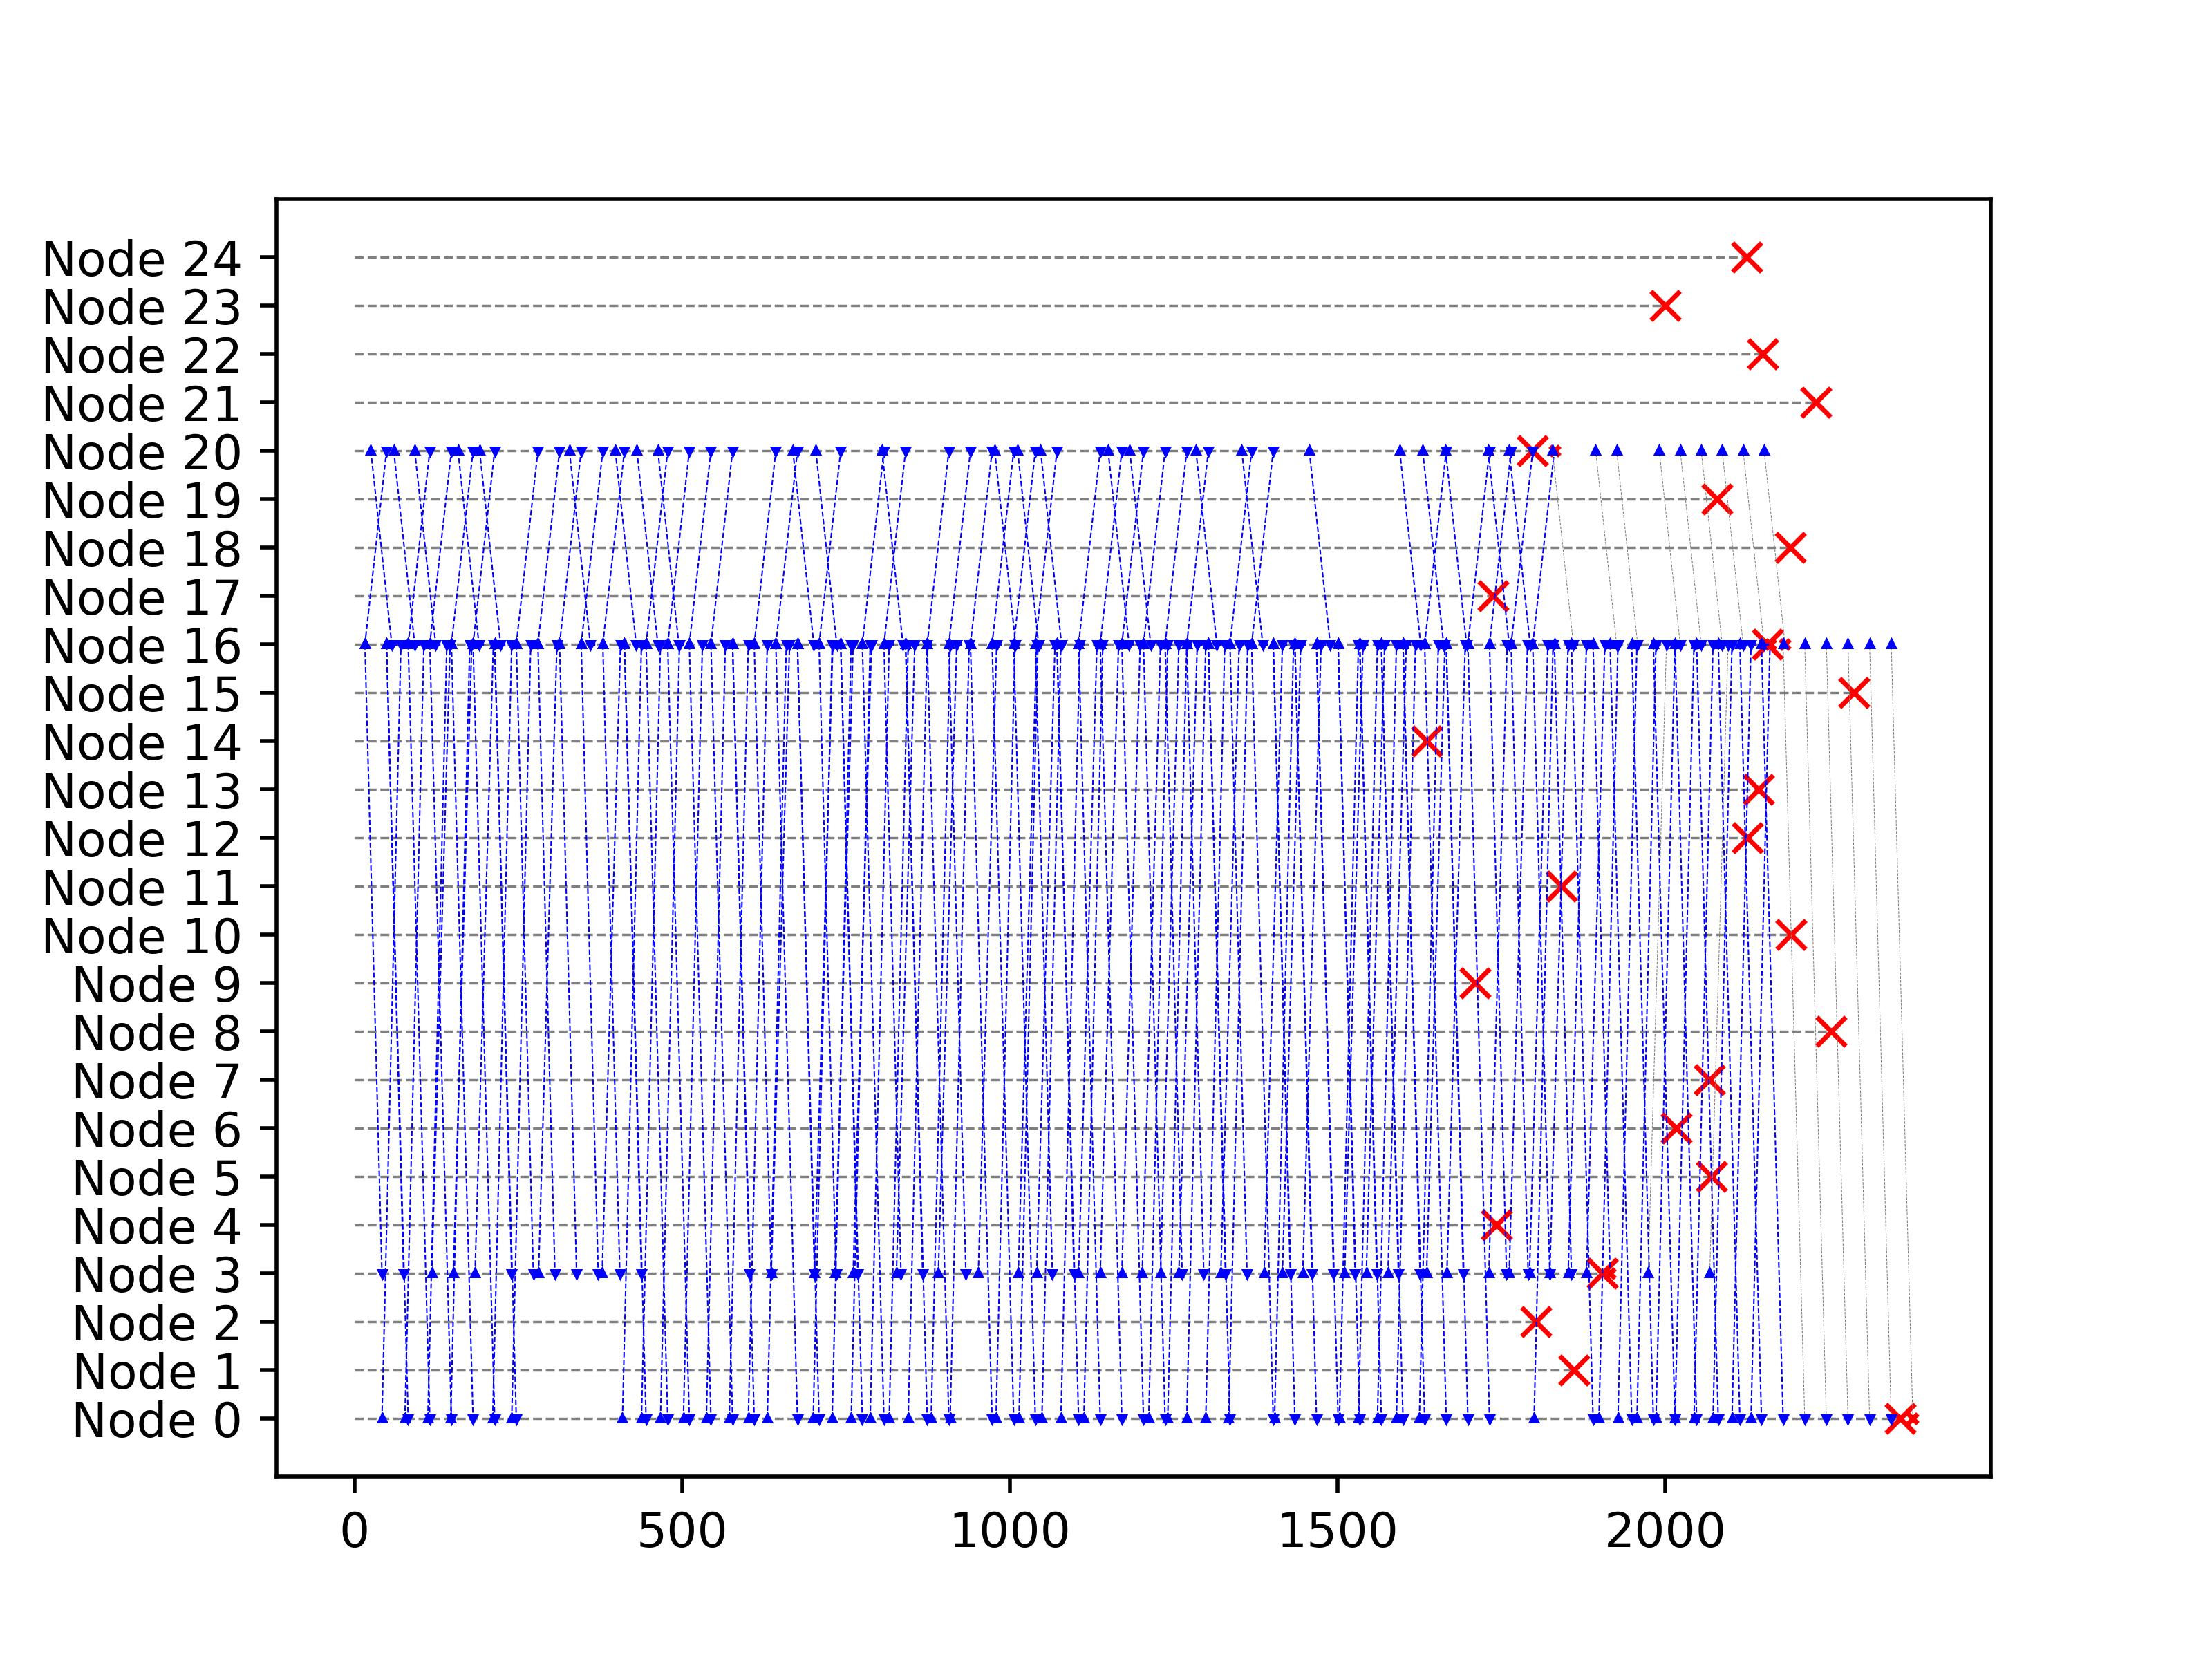 Node 24
Node 23
Node 22
Node 21
Node 20
Node 19
Node 18
Node 17
Node 16
Node 15
Node 14
Node 13
Node 12
Node 11
Node 10
Node 9
Node 8
Node 7
Node 6
Node 5
Node 4
Node 3
Node 2
Node 1
Node 0
0 500 1000 1500 2000